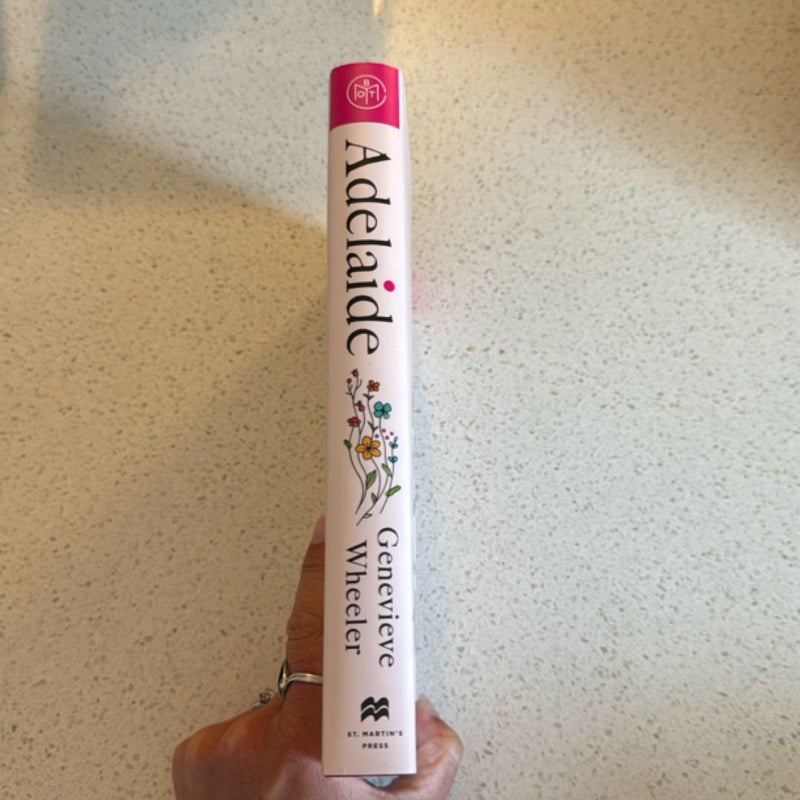 BOTM
Adelaide
Genevieve
Wheeler
ST. MARTIN'S
PRESS